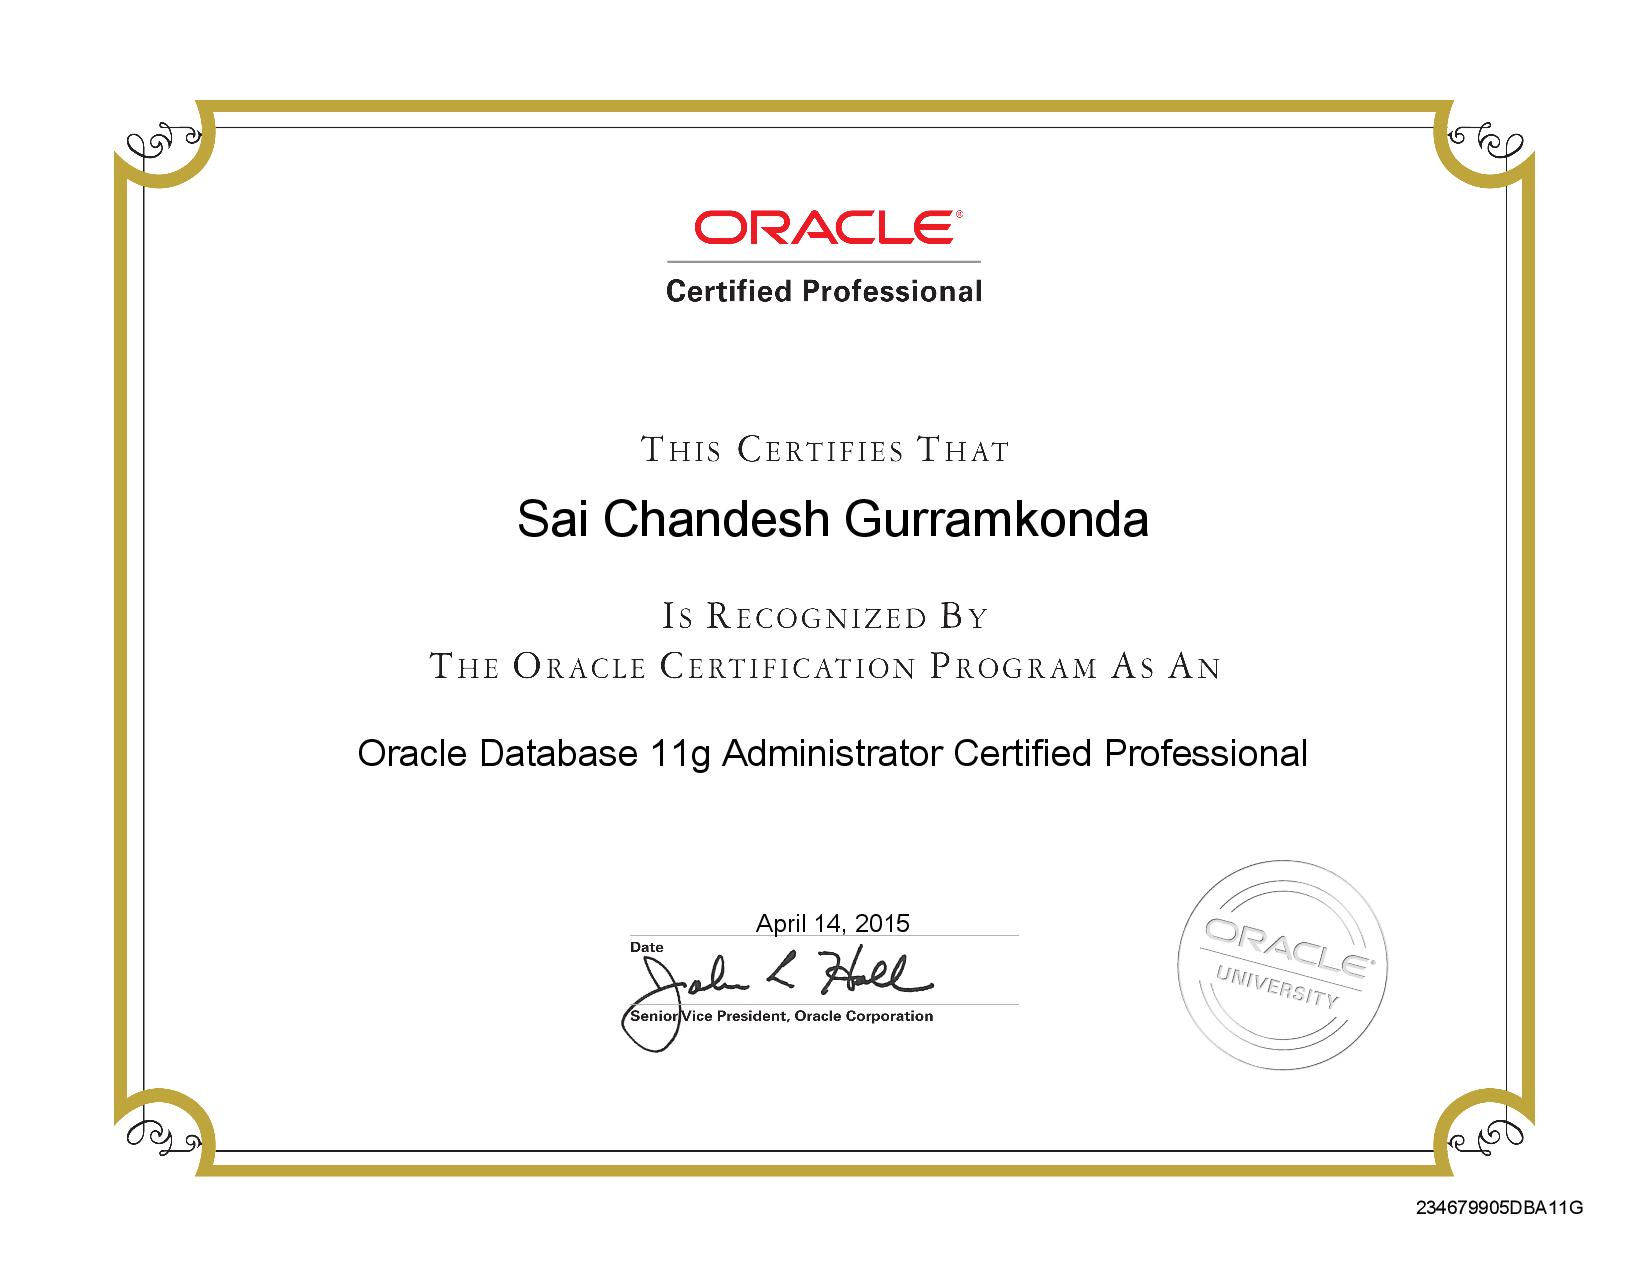 ORACLE®
Certified Professional
THIS CERTIFIES THAT
Sai Chandesh Gurramkonda
IS RECOGNIZED BY
THE ORACLE CERTIFICATION PROGRAM AS AN
Oracle Database 11g Administrator Certified Professional
April 14, 2015
Date
John L Hall
Senior Vice President, Oracle Corporation
ORACLE®
UNIVERSITY
234679905DBA11G